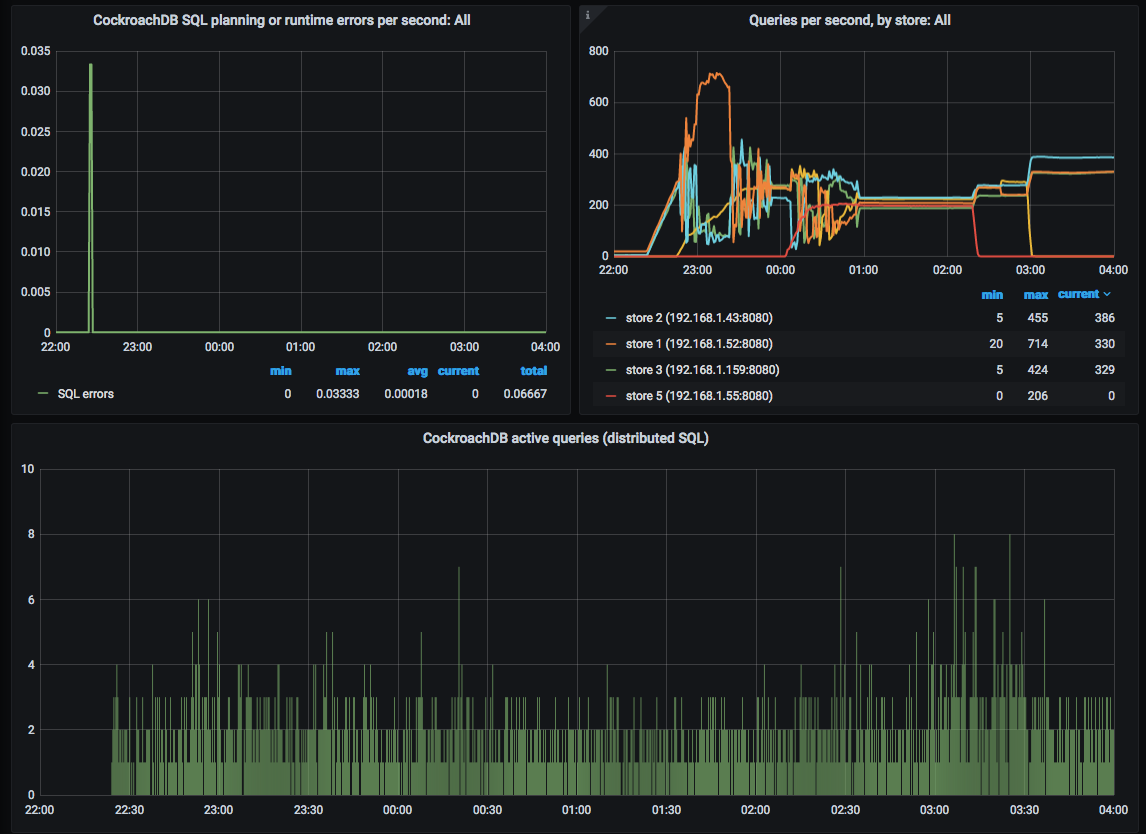 CockroachDB SQL planning or runtime errors per second: All
0.035
0.030
0.025
0.020
0.015
0.010
0.005
0
22:00 23:00 00:00 01:00 02:00 03:00 04:00
min max avg current total
SQL errors 0 0.03333 0.00018 0 0.06667
i
Queries per second, by store: All
800
600
400
200
0
22:00 23:00 00:00 01:00 02:00 03:00 04:00
min max current
store 2 (192.168.1.43:8080) 5 455 386
store 1 (192.168.1.52:8080) 20 714 330
store 3 (192.168.1.159:8080) 5 424 329
store 5 (192.168.1.55:8080) 0 206 0
CockroachDB active queries (distributed SQL)
10
8
6
4
2
0
22:00 22:30 23:00 23:30 00:00 00:30 01:00 01:30 02:00 02:30 03:00 03:30 04:00